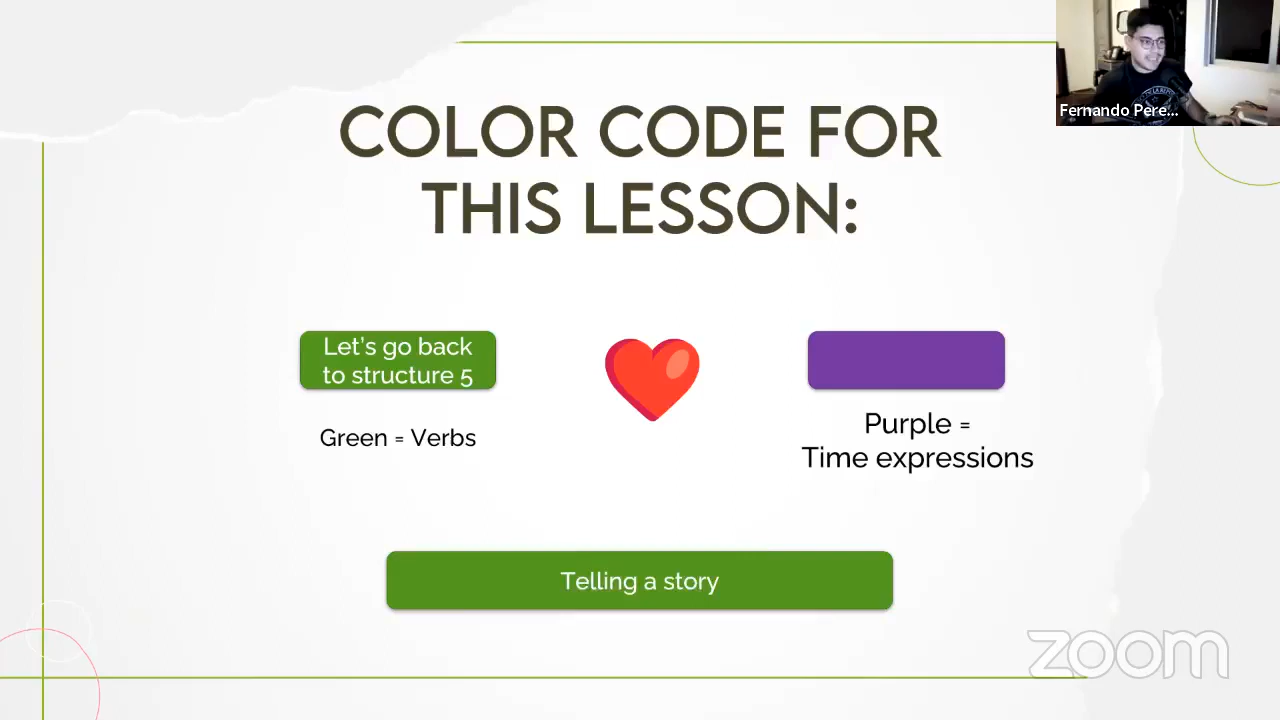 Fernando Pere...
COLOR CODE FOR
THIS LESSON:
Let's go back
to structure 5
Green = Verbs
Purple =
Time expressions
Telling a story
zoom